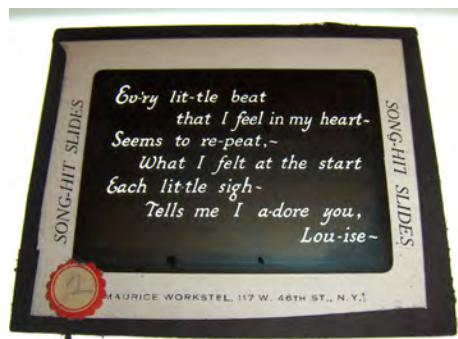 SONG-HIT SLIDES
Ev'ry lit-tle beat
that I feel in my heart~
Seems to re-peat,~
What I felt at the start
Each lit-tle sigh~
Tells me I a-dore you,
Lou-ise~
SONG-HIT SLIDES
2
MAURICE WORKSTEL, 117 W. 46TH ST., N.Y.